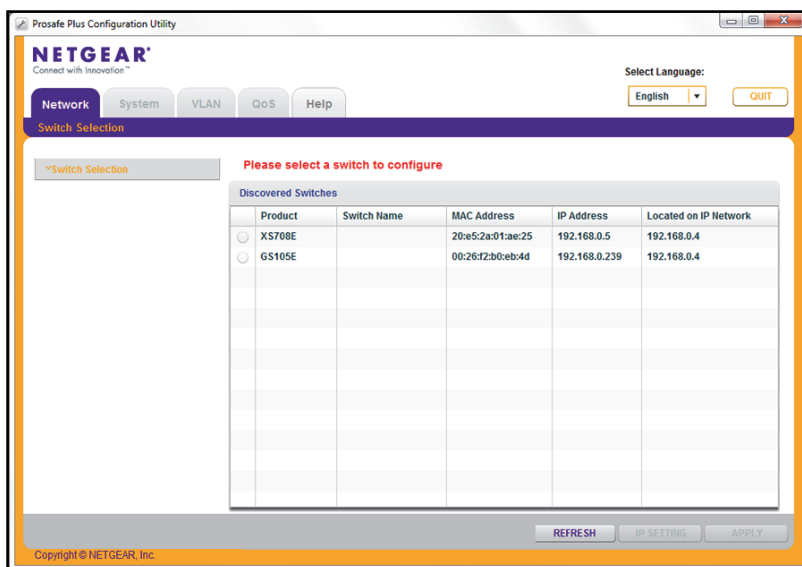 Prosafe Plus Configuration Utility
NETGEAR®
Connect with Innovation™
Select Language:
English
QUIT
Network System VLAN QoS Help
Switch Selection
Switch Selection
Please select a switch to configure
Discovered Switches
Product Switch Name MAC Address IP Address Located on IP Network
XS708E 20:e5:2a:01:ae:25 192.168.0.5 192.168.0.4
GS105E 00:26:f2:b0:eb:4d 192.168.0.239 192.168.0.4
REFRESH IP SETTING APPLY
Copyright © NETGEAR, Inc.